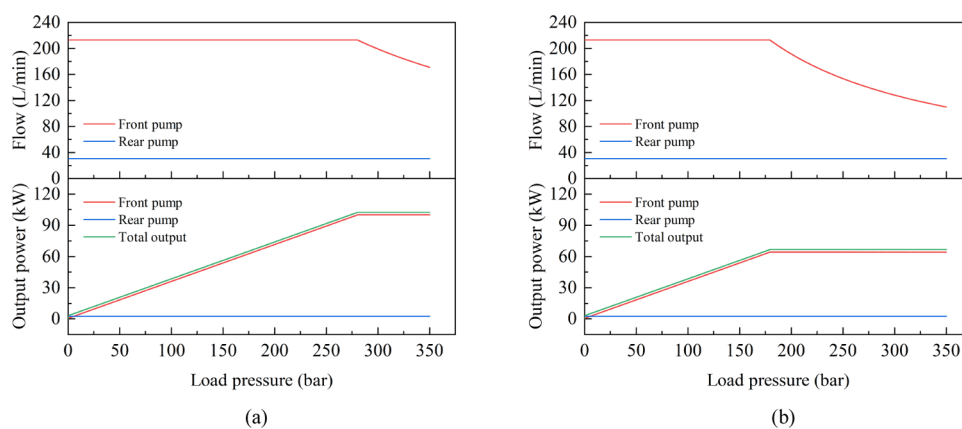 240
200
160
120
80
40
0
Flow (L/min)
Front pump
Rear pump
120
90
60
30
0
Output power (kW)
Front pump
Rear pump
Total output
0 50 100 150 200 250 300 350
Load pressure (bar)
(a)
240
200
160
120
80
40
0
Flow (L/min)
Front pump
Rear pump
120
90
60
30
0
Output power (kW)
Front pump
Rear pump
Total output
0 50 100 150 200 250 300 350
Load pressure (bar)
(b)